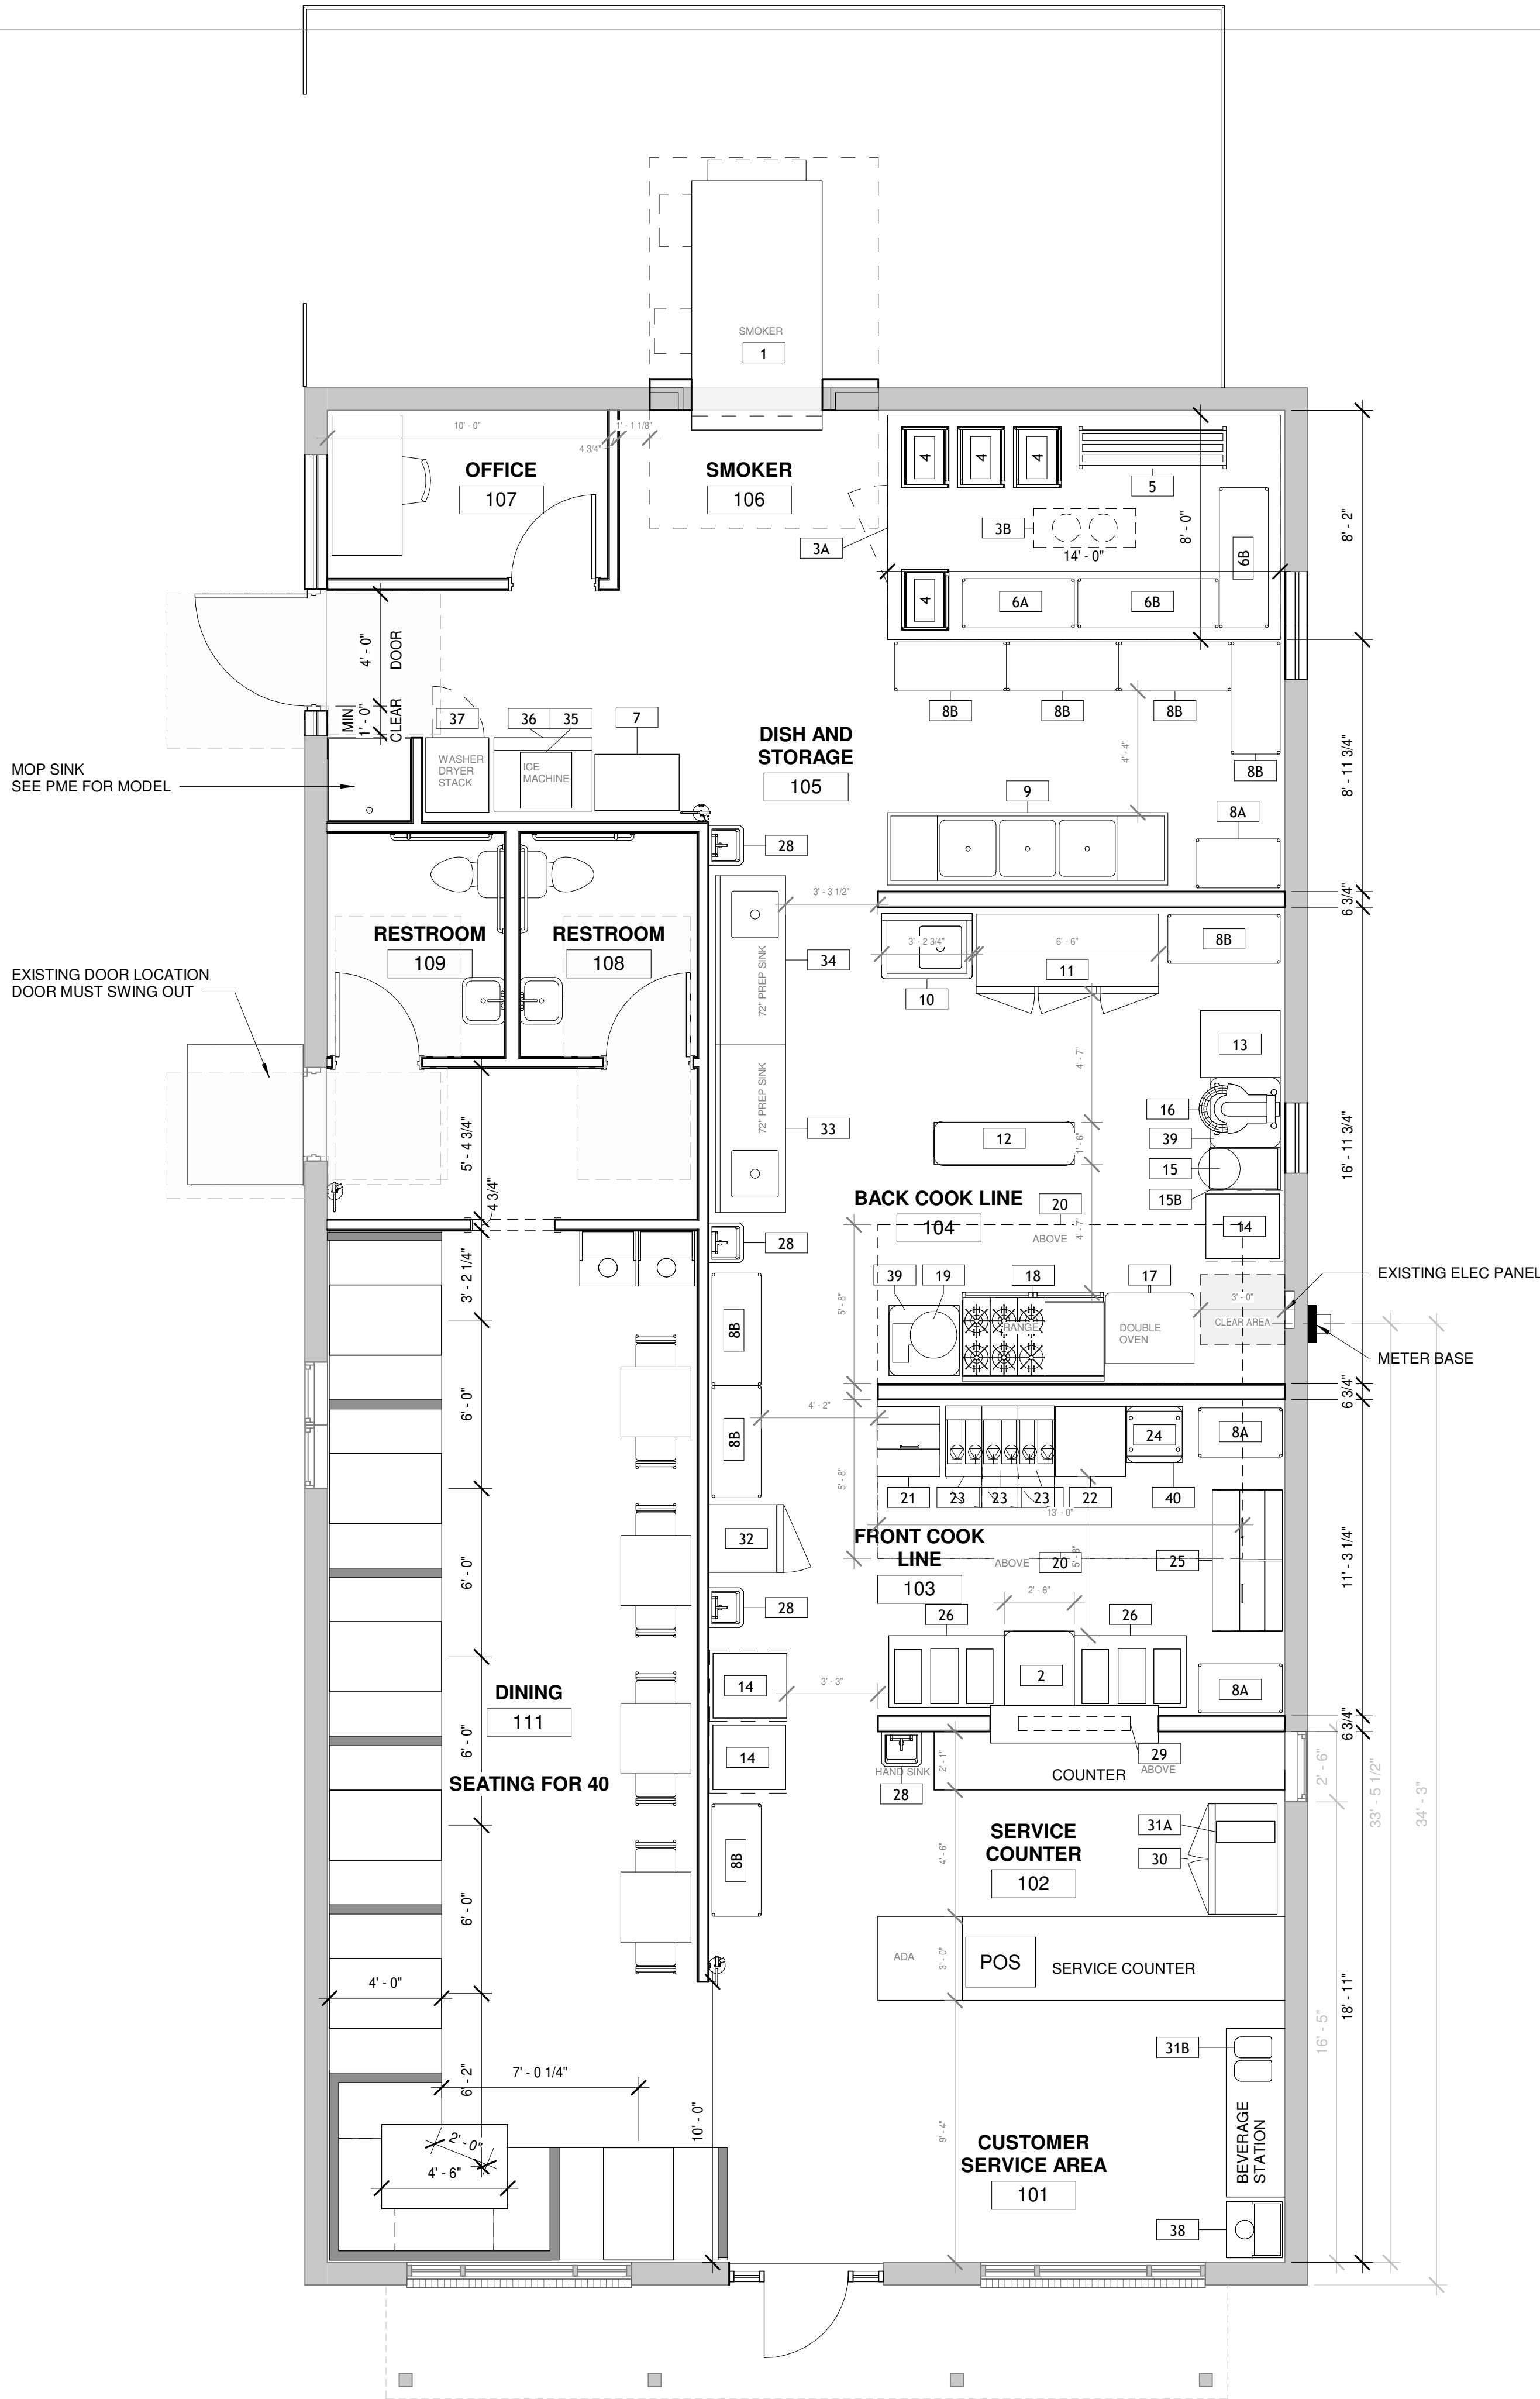 SMOKER
1
10' - 0"
1' - 1 1/8"
4 3/4"
OFFICE
107
SMOKER
106
4
4
4
5
3B
14' - 0"
8' - 0"
6B
3A
4
6A
6B
8' - 2"
4' - 0"
DOOR
MIN
1' - 0"
CLEAR
37
36
35
7
WASHER
DRYER
STACK
ICE
MACHINE
MOP SINK
SEE PME FOR MODEL
DISH AND
STORAGE
105
8B
8B
8B
8B
4' - 4"
8' - 11 3/4"
9
8A
28
3' - 3 1/2"
6 3/4"
RESTROOM
109
RESTROOM
108
72" PREP SINK
34
3' - 2 3/4"
6' - 6"
8B
11
10
EXISTING DOOR LOCATION
DOOR MUST SWING OUT
13
4' - 7"
72" PREP SINK
33
16
39
12
1' - 6"
15
15B
16' - 11 3/4"
5' - 4 3/4"
4 3/4"
BACK COOK LINE
104
20
ABOVE
4' - 7"
14
28
3' - 2 1/4"
EXISTING ELEC PANEL
39
19
18
17
5' - 8"
3' - 0"
CLEAR AREA
RANGE
DOUBLE
OVEN
METER BASE
8B
6' - 0"
6 3/4"
4' - 2"
8B
24
8A
5' - 8"
21
23
23
23
22
40
13' - 0"
FRONT COOK
LINE
103
ABOVE
20
5' - 8"
25
32
6' - 0"
11' - 3 1/4"
28
2' - 6"
26
26
2
8A
14
3' - 3"
DINING
111
6' - 0"
6 3/4"
14
HAND SINK
28
2' - 1"
COUNTER
29
ABOVE
2' - 6"
33' - 5 1/2"
34' - 3"
SEATING FOR 40
SERVICE
COUNTER
102
4' - 6"
31A
30
8B
6' - 0"
ADA
3' - 0"
POS
SERVICE COUNTER
4' - 0"
18' - 11"
16' - 5"
31B
7' - 0 1/4"
6' - 2"
10' - 0"
9' - 4"
BEVERAGE
STATION
2' - 0"
4' - 6"
CUSTOMER
SERVICE AREA
101
38